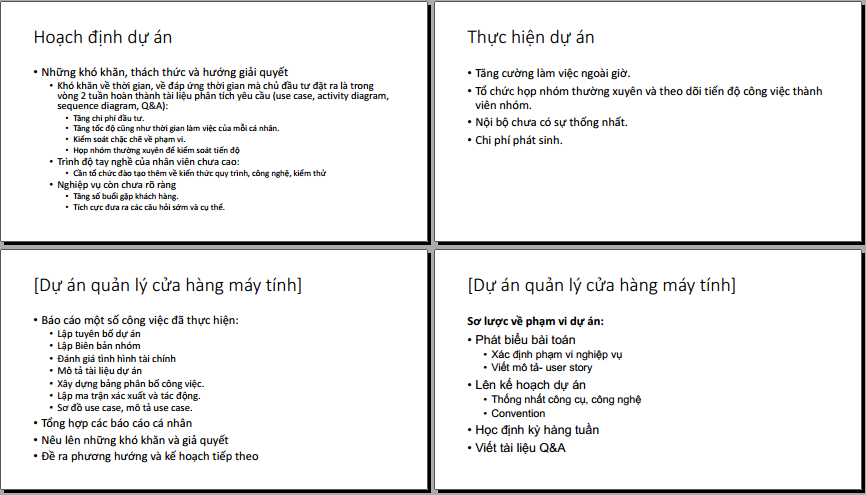 Hoạch định dự án
• Những khó khăn, thách thức và hướng giải quyết
• Khó khăn về thời gian, về đáp ứng thời gian mà chủ đầu tư đặt ra là trong
vòng 2 tuần hoàn thành tài liệu phân tích yêu cầu (use case, activity diagram,
sequence diagram, Q&A):
• Tăng chi phí đầu tư.
• Tăng tốc độ cũng như thời gian làm việc của mỗi cá nhân.
• Kiểm soát chặc chẽ về phạm vi.
• Họp nhóm thường xuyên để kiểm soát tiến độ
• Trình độ tay nghề của nhân viên chưa cao:
• Cần tổ chức đào tạo thêm về kiến thức quy trình, công nghệ, kiểm thử
• Nghiệp vụ còn chưa rõ ràng
• Tăng số buổi gặp khách hàng.
• Tích cực đưa ra các câu hỏi sớm và cụ thể.
Thực hiện dự án
• Tăng cường làm việc ngoài giờ.
• Tổ chức họp nhóm thường xuyên và theo dõi tiến độ công việc thành
viên nhóm.
• Nội bộ chưa có sự thống nhất.
• Chi phí phát sinh.
[Dự án quản lý cửa hàng máy tính]
• Báo cáo một số công việc đã thực hiện:
• Lập tuyên bố dự án
• Lập Biên bản nhóm
• Đánh giá tình hình tài chính
• Mô tả tài liệu dự án
• Xây dựng bảng phân bố công việc.
• Lập ma trận xác xuất và tác động.
• Sơ đồ use case, mô tả use case.
• Tổng hợp các báo cáo cá nhân
• Nêu lên những khó khăn và giả quyết
• Đề ra phương hướng và kế hoạch tiếp theo
[Dự án quản lý cửa hàng máy tính]
Sơ lược về phạm vi dự án:
• Phát biểu bài toán
• Xác định phạm vi nghiệp vụ
• Viết mô tả- user story
• Lên kế hoạch dự án
• Thống nhất công cụ, công nghệ
• Convention
• Học định kỳ hàng tuần
• Viết tài liệu Q&A